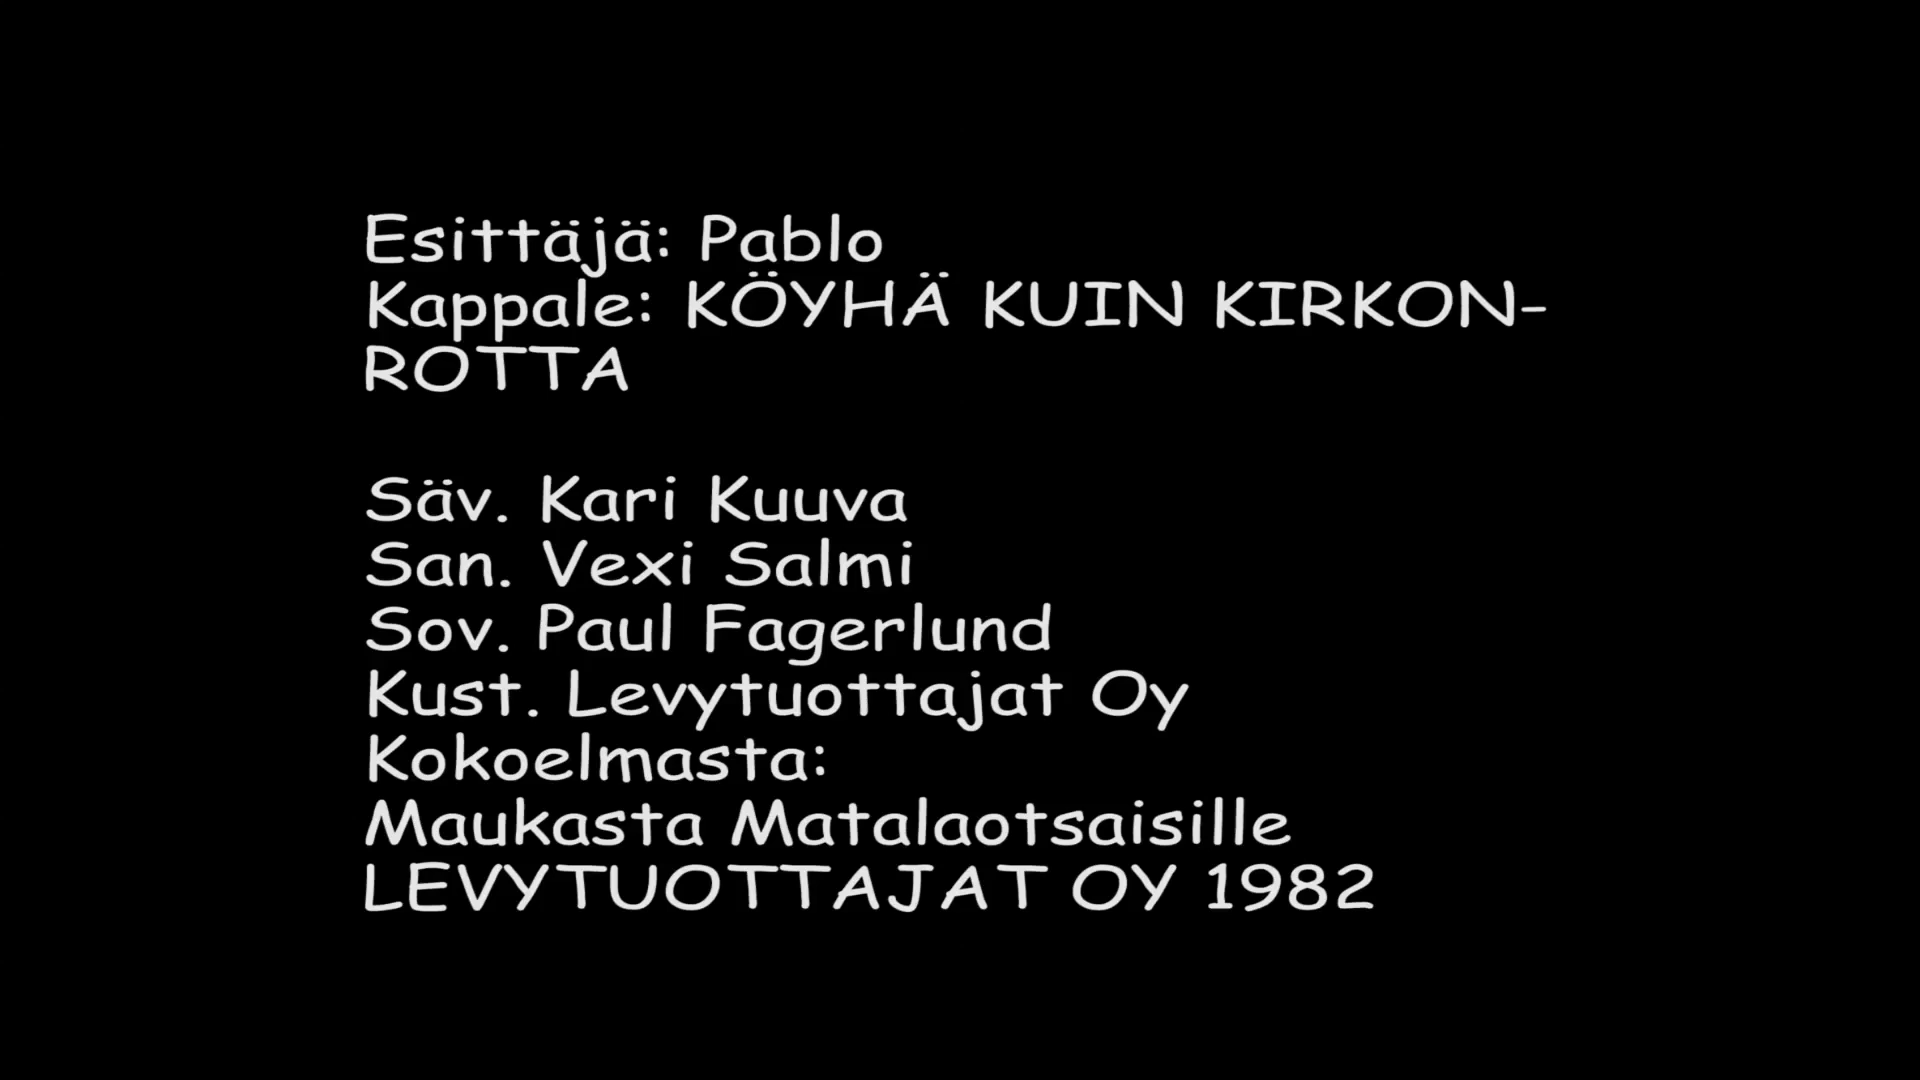 Esittäjä: Pablo
Kappale: KÖYHÄ KUIN KIRKON-
ROTTA
Säv. Kari Kuuva
San. Vexi Salmi
Sov. Paul Fagerlund
Kust. Levytuottajat Oy
Kokoelmasta:
Maukasta Matalaotsaisille
LEVYTUOTTAJAT OY 1982